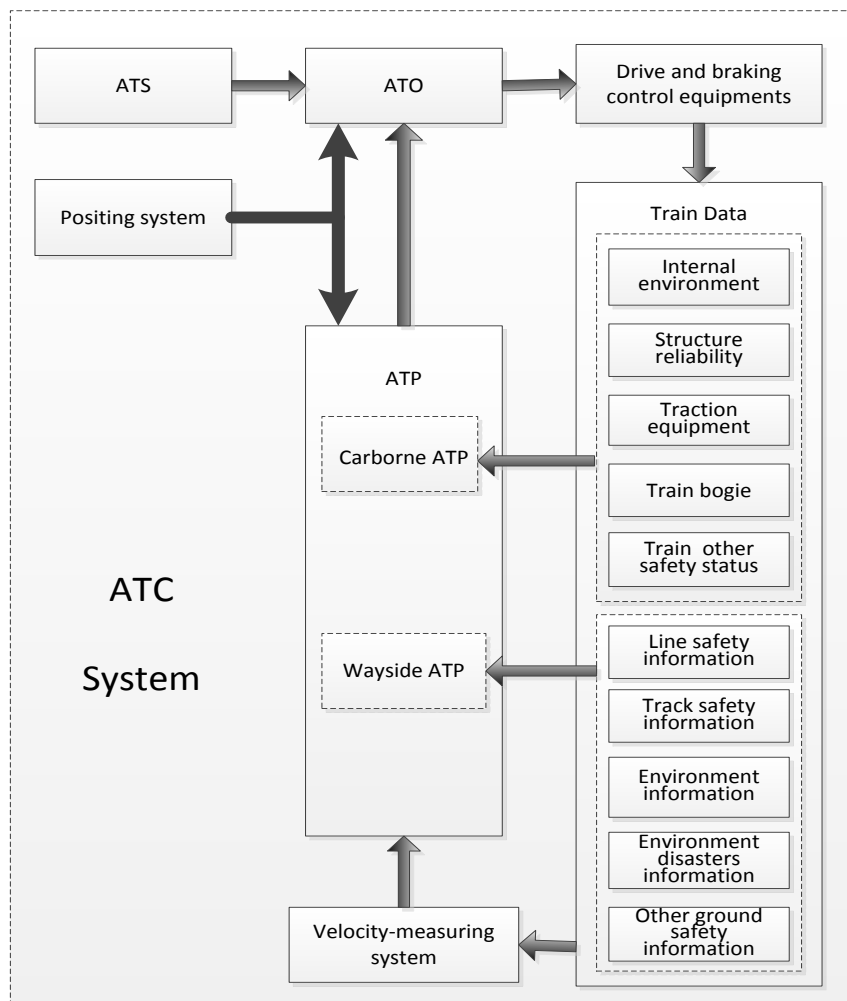 ATS
ATO
Drive and braking
control equipments
Positing system
Train Data
Internal
environment
Structure
reliability
Traction
equipment
Train bogie
Train other
safety status
ATP
Carborne ATP
Wayside ATP
Line safety
information
Track safety
information
Environment
information
Environment
disasters
information
Other ground
safety
information
Velocity-measuring
system
ATC
System